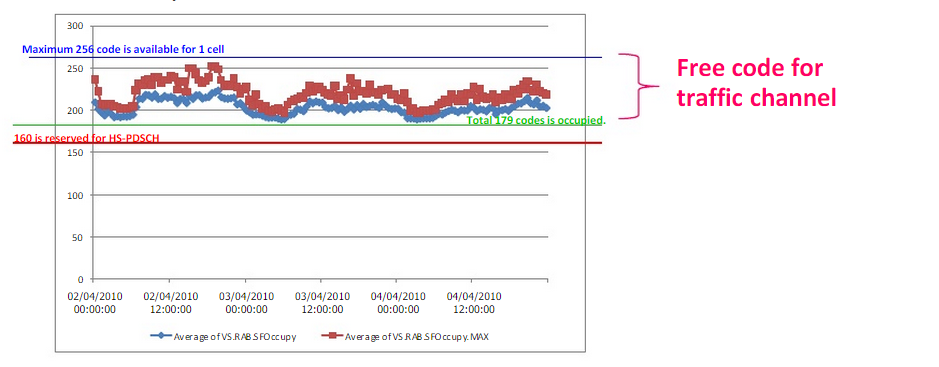 300
Maximum 256 code is available for 1 cell
250
Free code for
traffic channel
200
Total 179 codes is occupied.
160 is reserved for HS-PDSCH
150
100
50
0
02/04/2010 02/04/2010 03/04/2010 03/04/2010 04/04/2010 04/04/2010
00:00:00 12:00:00 00:00:00 12:00:00 00:00:00 12:00:00
Average of VS.RAB.SFOccupy Average of VS.RAB.SFOccupy.MAX